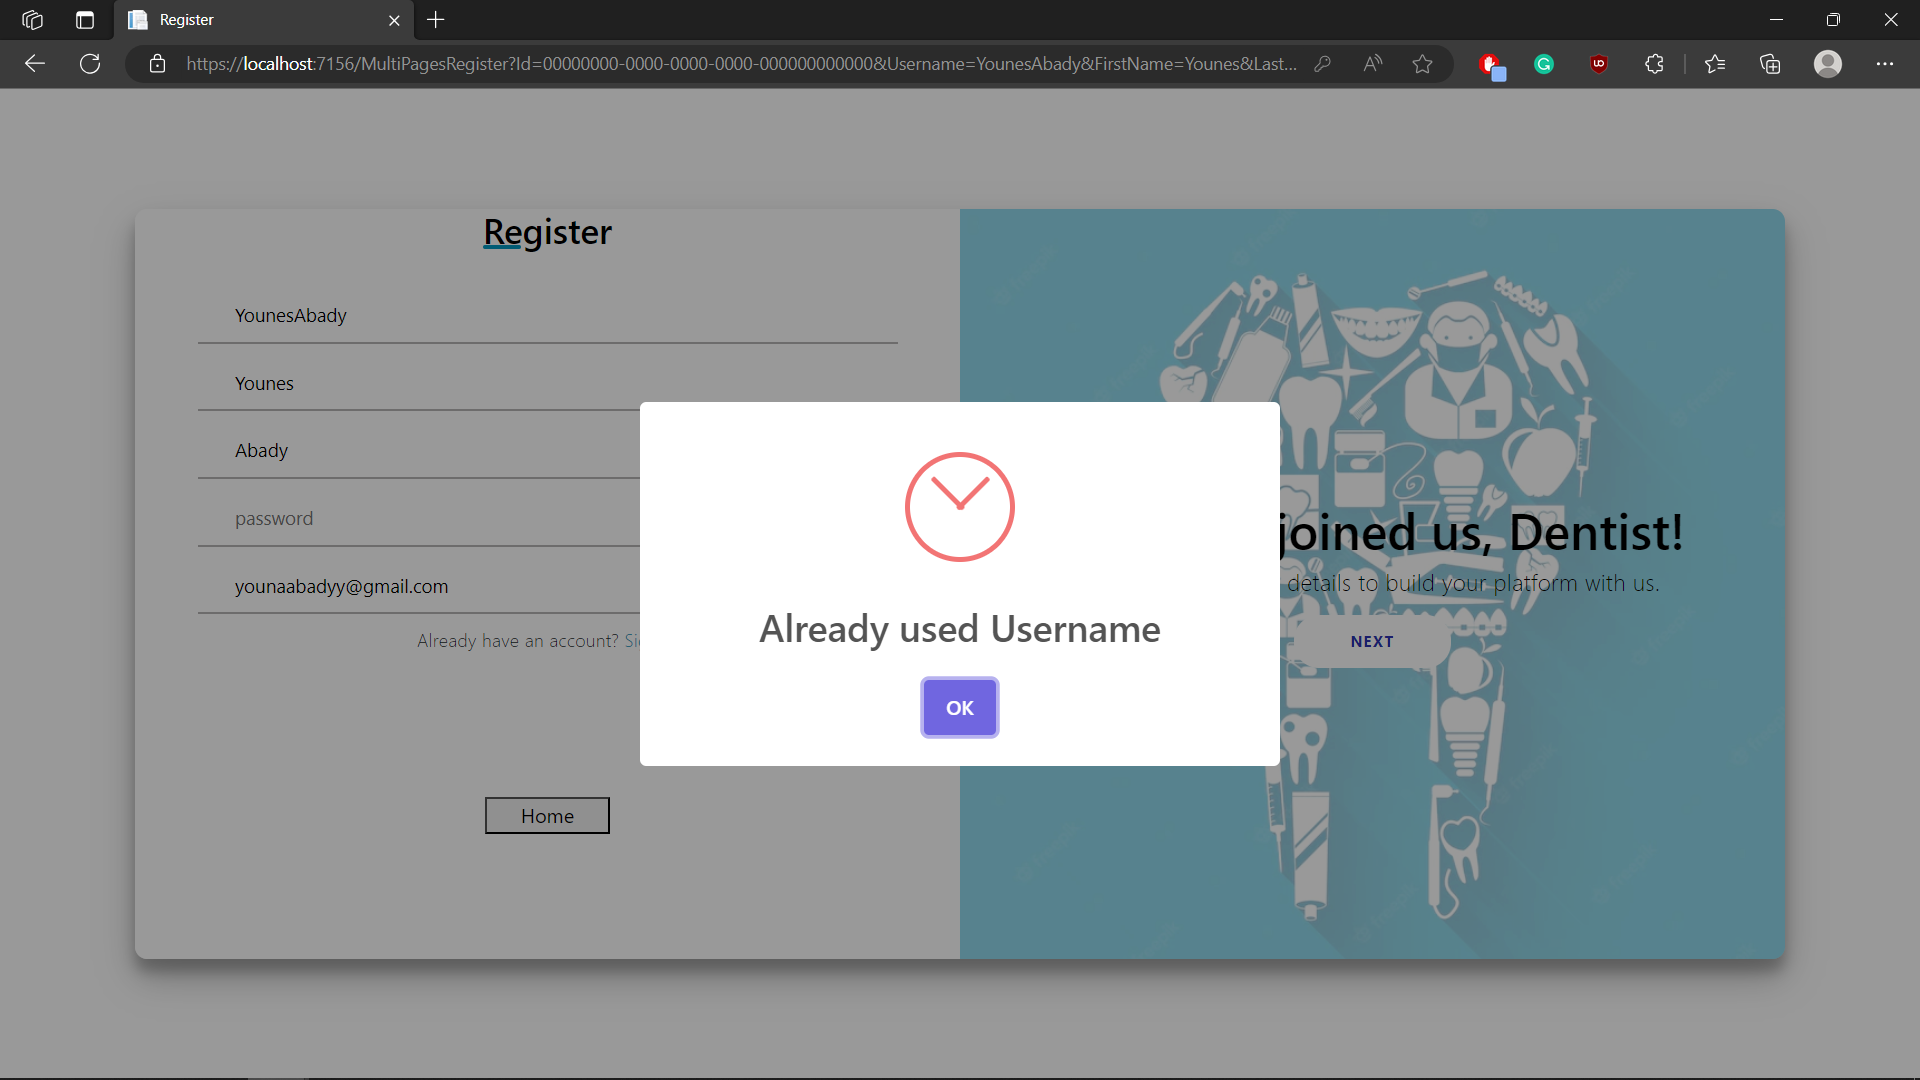 Register
https://localhost:7156/MultiPagesRegister?Id=00000000-0000-0000-0000-000000000000&Username=YounesAbady&FirstName=Younes&Last...
Register
YounesAbady
Younes
Abady
password
younaabadyy@gmail.com
Already have an account?
Home
Already used Username
OK
joined us, Dentist!
details to build your platform with us.
NEXT